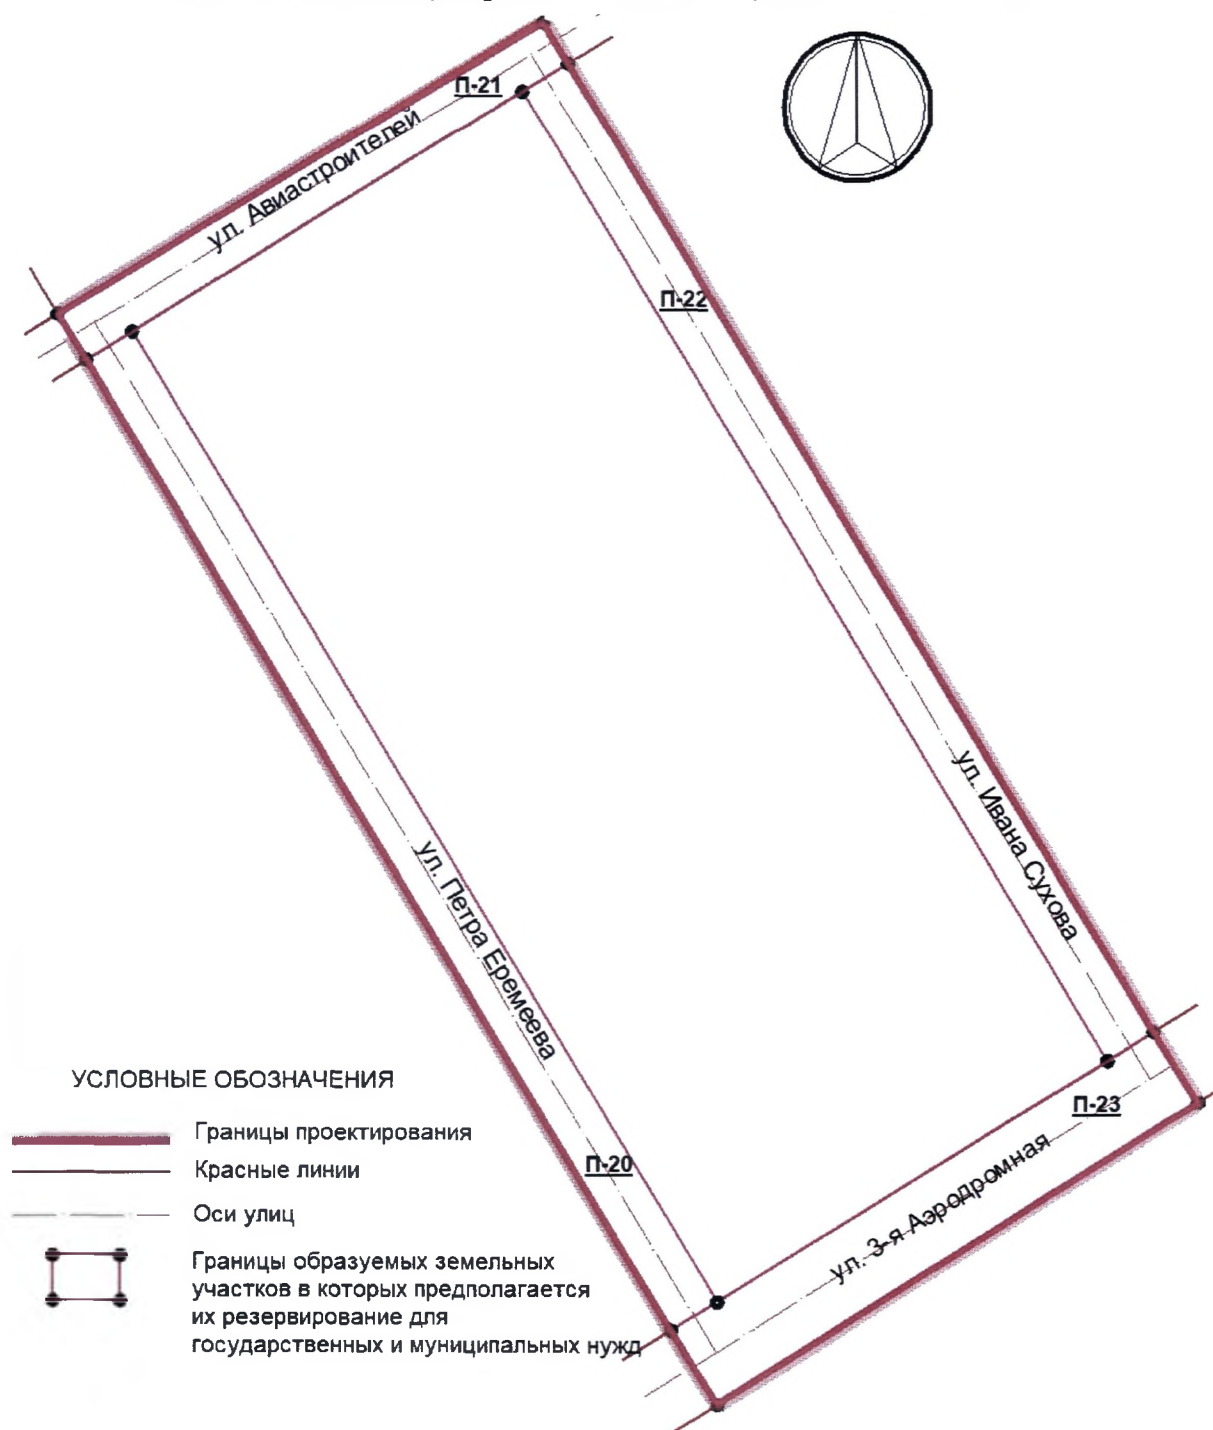 П-21
ул. Авиастроителей
П-22
ул. Ивана Сухова
ул. Петра Еремеева
УСЛОВНЫЕ ОБОЗНАЧЕНИЯ
Границы проектирования
Красные линии
Оси улиц
Границы образуемых земельных
участков в которых предполагается
их резервирование для
государственных и муниципальных нужд
П-20
П-23
ул. 3-я Аэродромная